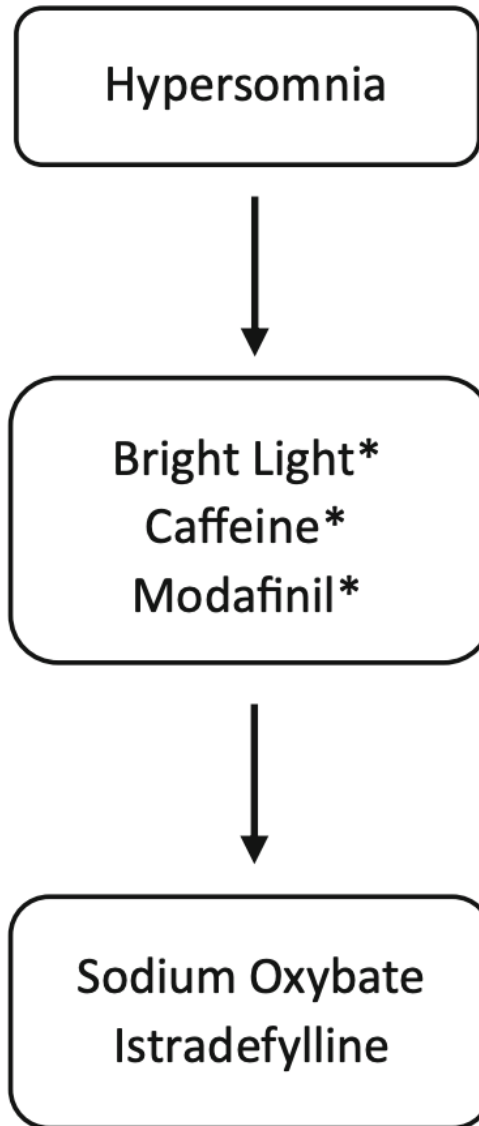 Hypersomnia
Bright Light*
Caffeine*
Modafinil*
Sodium Oxybate
Istradefylline